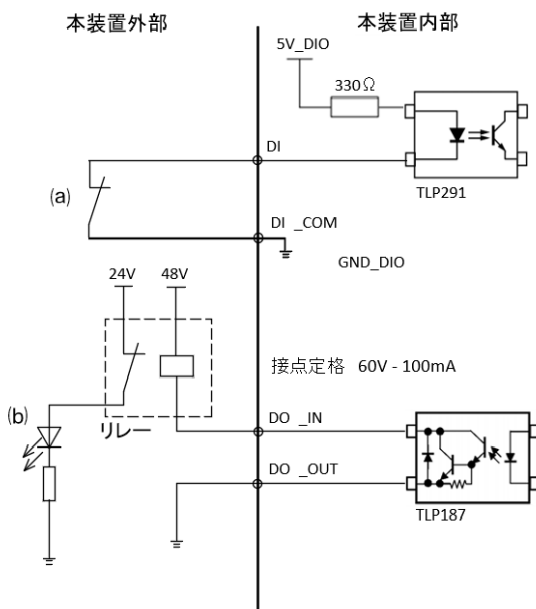 本装置外部
本装置内部
5V_DIO
330Ω
DI
TLP291
(a)
DI _COM
GND_DIO
24V
48V
接点定格 60V - 100mA
(b)
リレー
DO _IN
DO _OUT
TLP187